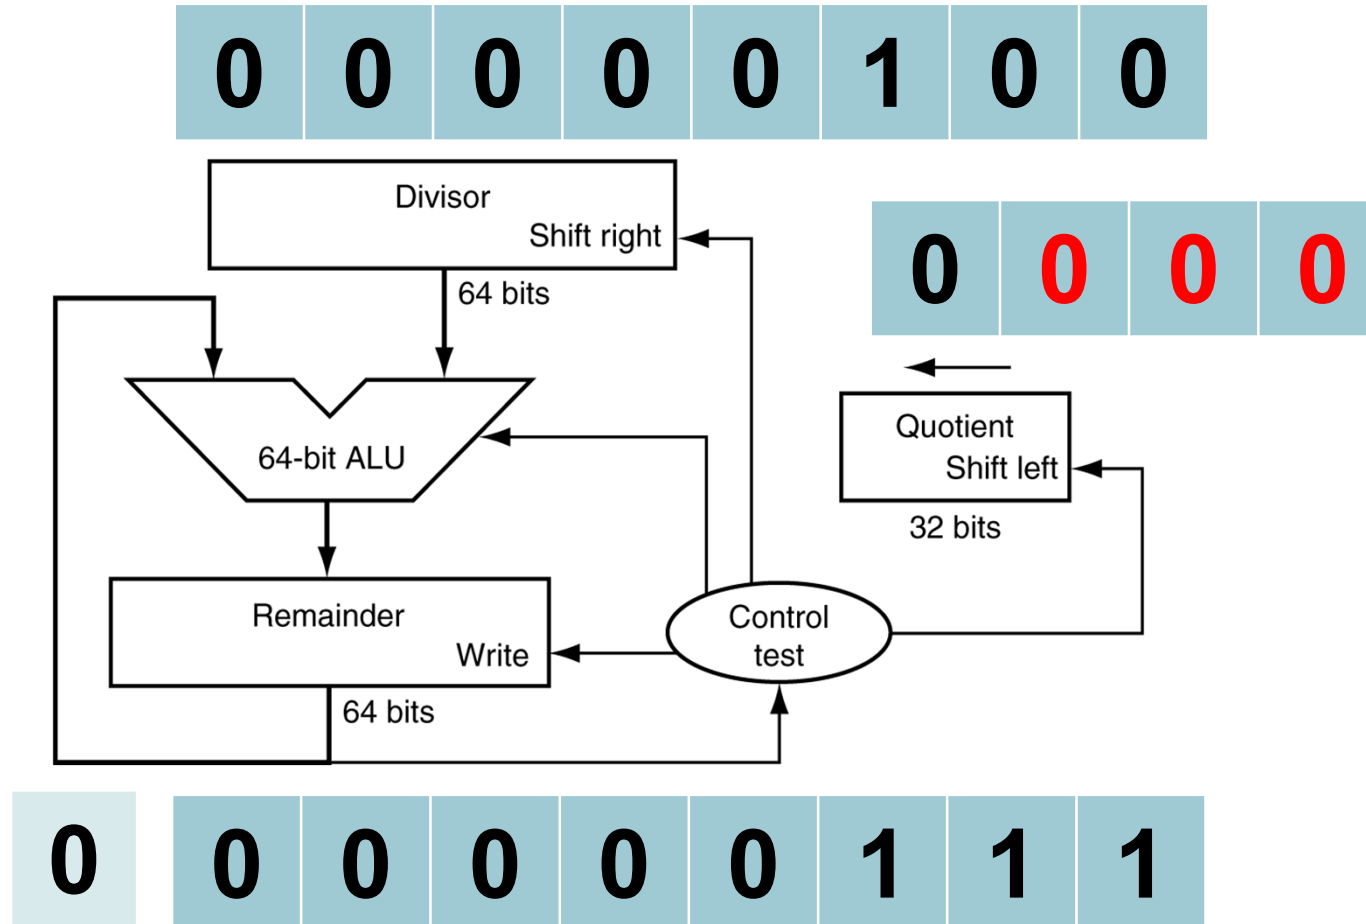 0 0 0 0 0 1 0 0
Divisor
Shift right
0 0 0 0
64 bits
Quotient
Shift left
64-bit ALU
32 bits
Remainder
Write
Control
test
64 bits
0 0 0 0 0 0 1 1 1